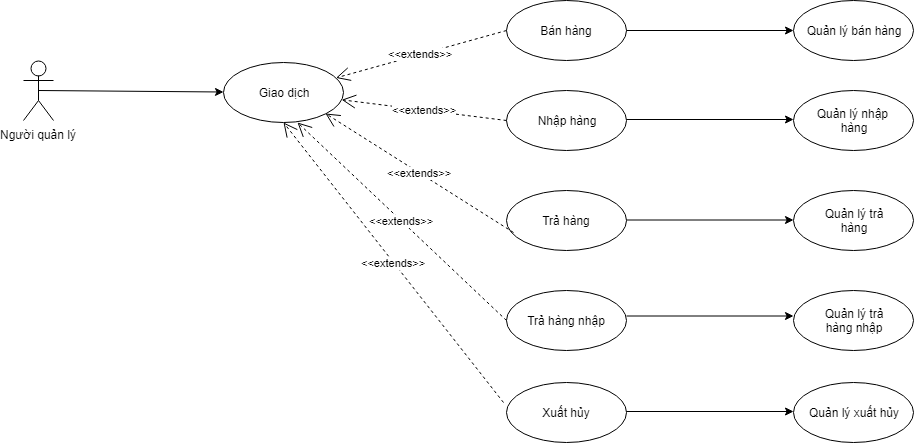 Bán hàng
Quản lý bán hàng
<<extends>>
Giao dịch
<<extends>>
Nhập hàng
Quản lý nhập
hàng
Người quản lý
<<extends>>
Trả hàng
Quản lý trả
hàng
<<extends>>
<<extends>>
Trả hàng nhập
Quản lý trả
hàng nhập
Xuất hủy
Quản lý xuất hủy